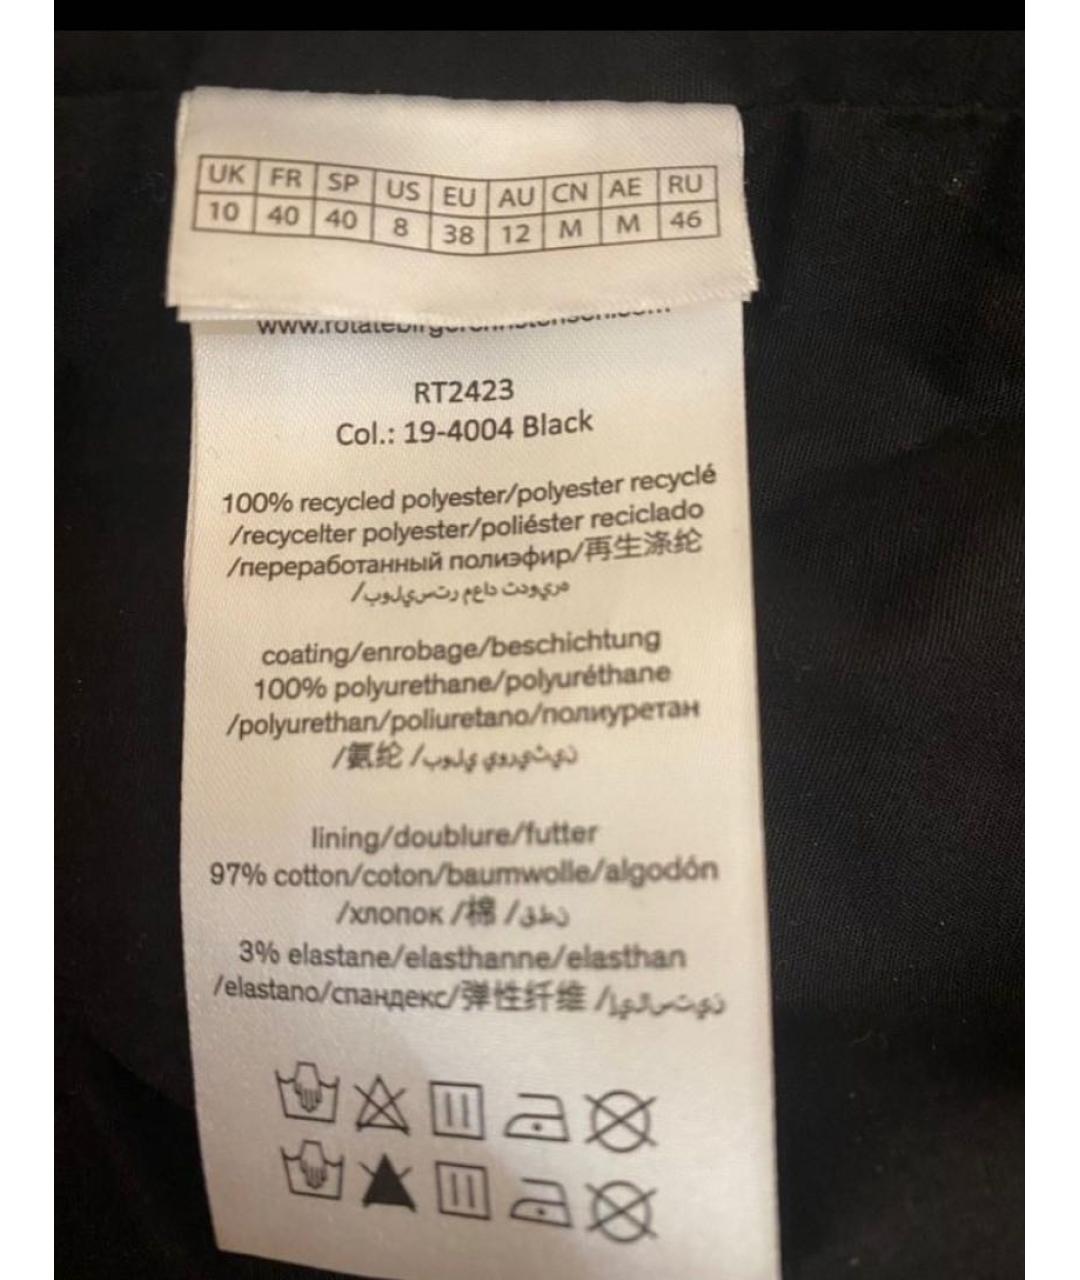 UK FR SP US EU AU CN AE RU
10 40 40 8 38 12 M M 46
RT2423
Col.: 19-4004 Black
100% recycled polyester/polyester recyclé
/recycelter polyester/poliéster reciclado
/переработанный полиэфир/再生涤纶
coating/enrobage/beschichtung
100% polyurethane/polyuréthane
/polyurethan/poliuretano/полиуретан
/氨纶 /
lining/doublure/futter
97% cotton/coton/baumwolle/algodón
/хлопок /棉 /
3% elastane/elasthanne/elasthan
/elastano/спандекс/弹性纤维 /